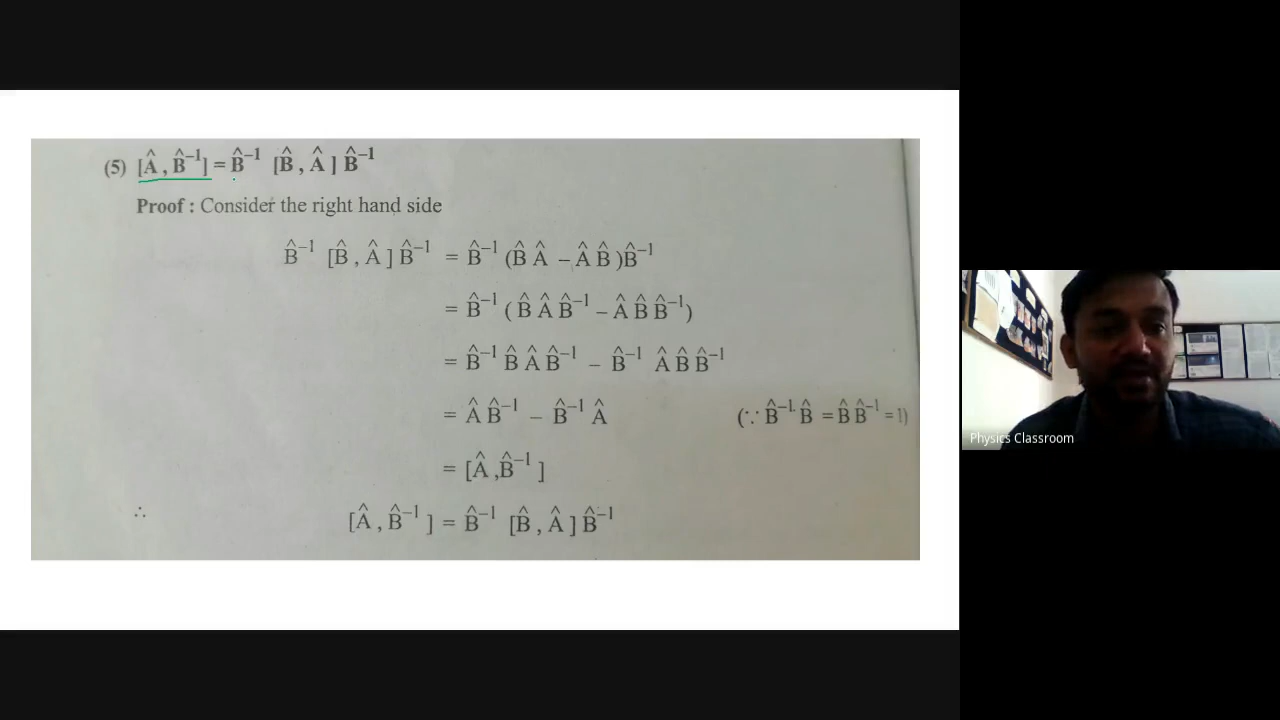 (5) [Â , B̂⁻¹] = B̂⁻¹ [B̂ , Â ] B̂⁻¹
Proof : Consider the right hand side
B̂⁻¹ [B̂ , Â ] B̂⁻¹ = B̂⁻¹ (B̂ Â – Â B̂ )B̂⁻¹
= B̂⁻¹ ( B̂ Â B̂⁻¹ – Â B̂ B̂⁻¹)
= B̂⁻¹ B̂ Â B̂⁻¹ – B̂⁻¹ Â B̂ B̂⁻¹
= Â B̂⁻¹ – B̂⁻¹ Â (∵ B̂⁻¹ B̂ = B̂ B̂⁻¹ = 1)
= [Â ,B̂⁻¹ ]
∴ [Â , B̂⁻¹ ] = B̂⁻¹ [B̂ , Â ] B̂⁻¹
Physics Classroom